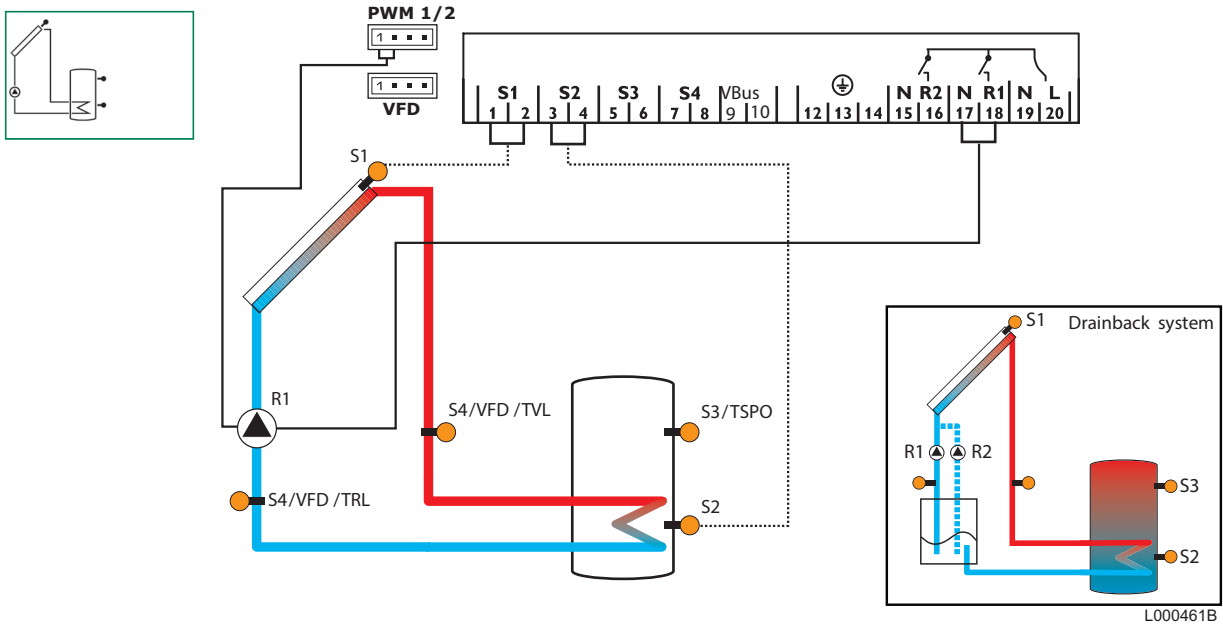 PWM 1/2
1
1
VFD
S1 S2 S3 S4 VBus N R2 N R1 N L
1 2 3 4 5 6 7 8 9 10 12 13 14 15 16 17 18 19 20
S1
R1
S4/VFD /TVL
S3/TSPO
S4/VFD /TRL
S2
S1 Drainback system
R1 R2
S3
S2
L000461B